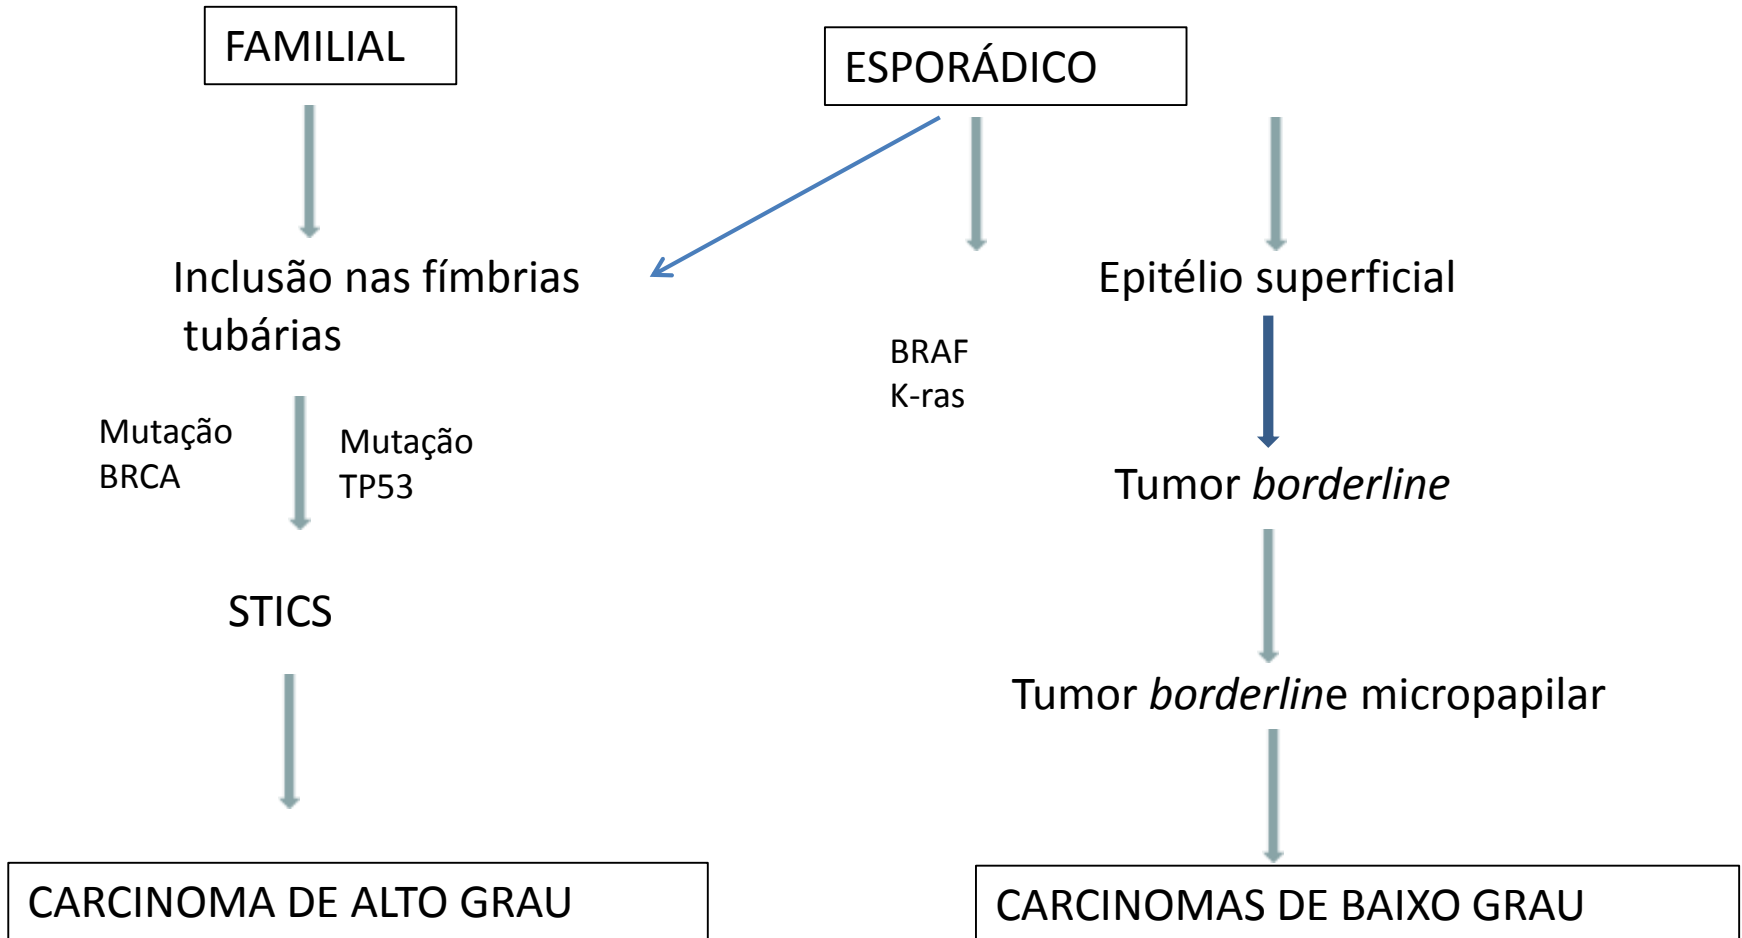 FAMILIAL
ESPORÁDICO
Inclusão nas fímbrias
tubárias
Epitélio superficial
BRAF
K-ras
Mutação
BRCA
Mutação
TP53
Tumor borderline
STICS
Tumor borderline micropapilar
CARCINOMA DE ALTO GRAU
CARCINOMAS DE BAIXO GRAU